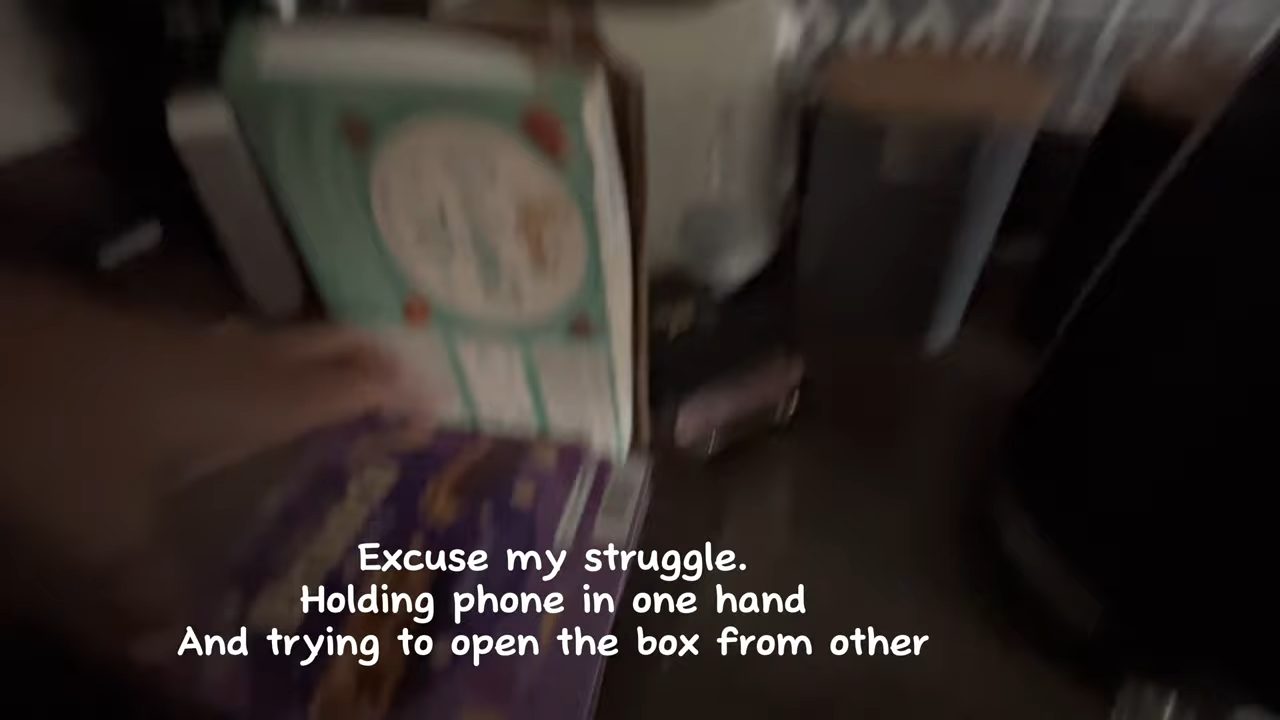 Excuse my struggle.
Holding phone in one hand
And trying to open the box from other